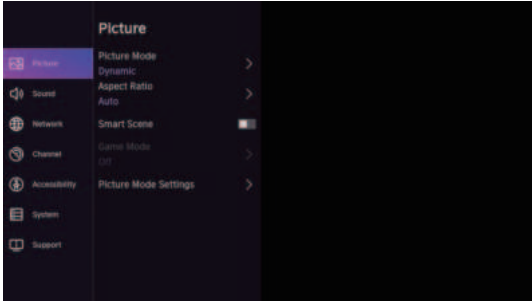 Picture
Picture
Sound
Network
Channel
Accessibility
System
Support
Picture Mode
Dynamic
Aspect Ratio
Auto
Smart Scene
Game Mode
Off
Picture Mode Settings